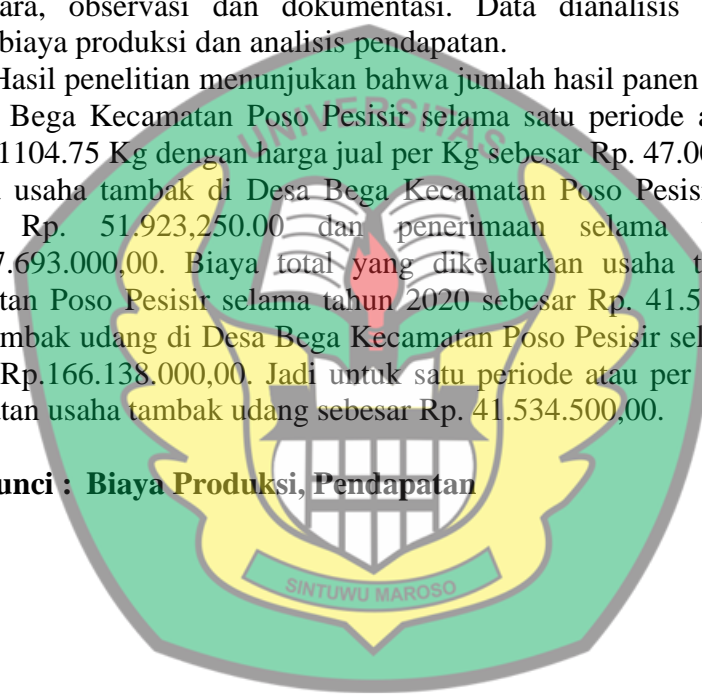 ara, observasi dan dokumentasi. Data dianalisis
biaya produksi dan analisis pendapatan.
Hasil penelitian menunjukan bahwa jumlah hasil panen
Bega Kecamatan Poso Pesisir selama satu periode a
1104.75 Kg dengan harga jual per Kg sebesar Rp. 47.00
usaha tambak di Desa Bega Kecamatan Poso Pesisi
Rp. 51.923,250.00 dan penerimaan selama
7.693.000,00. Biaya total yang dikeluarkan usaha t
tan Poso Pesisir selama tahun 2020 sebesar Rp. 41.5
mbak udang di Desa Bega Kecamatan Poso Pesisir sel
Rp.166.138.000,00. Jadi untuk satu periode atau per
atan usaha tambak udang sebesar Rp. 41.534.500,00.
unci : Biaya Produksi, Pendapatan
UNIVERSITAS
SINTUWU MAROSO